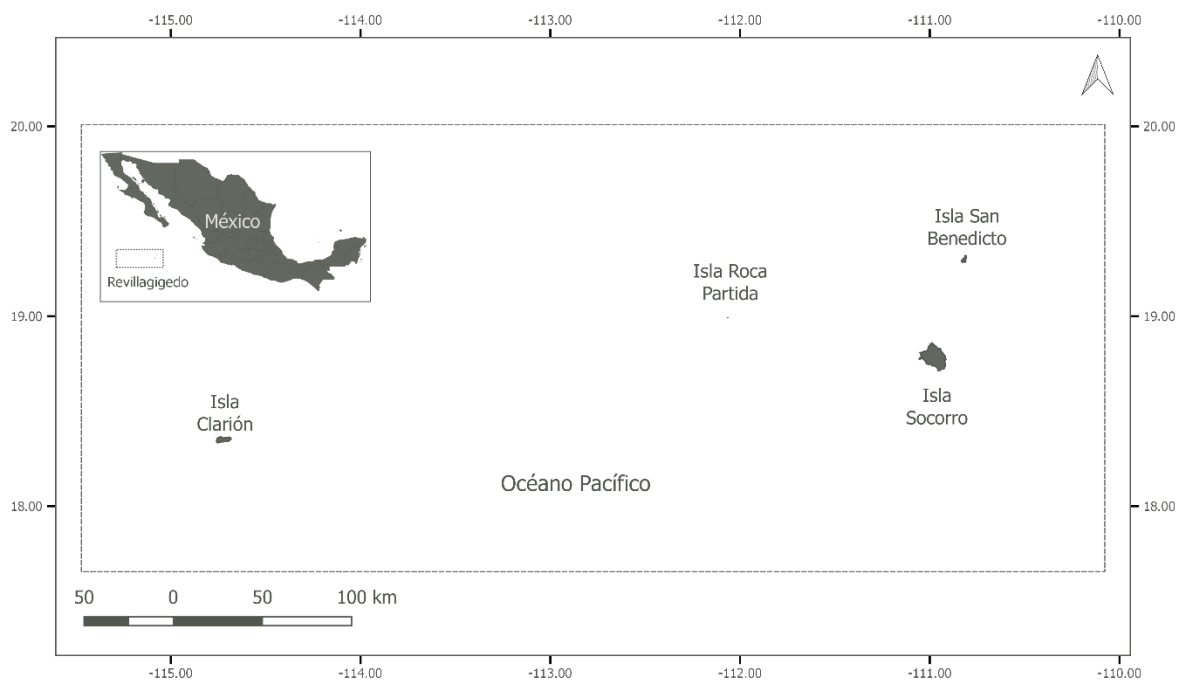 -115.00 -114.00 -113.00 -112.00 -111.00 -110.00
20.00 20.00
México
Revillagigedo
Isla San
Benedicto
Isla Roca
Partida
19.00 19.00
Isla
Clarión
Isla
Socorro
Océano Pacífico
18.00 18.00
50 0 50 100 km
-115.00 -114.00 -113.00 -112.00 -111.00 -110.00